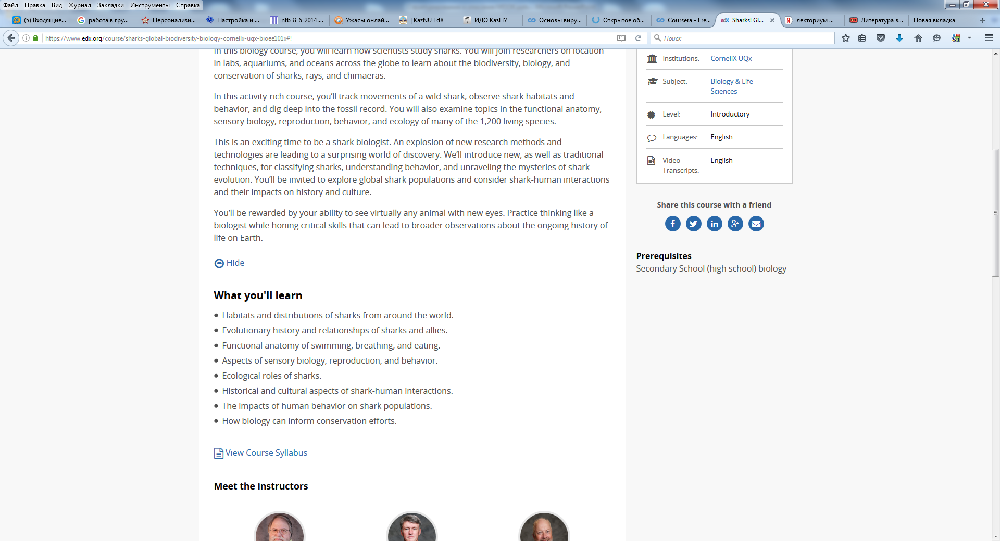 Файл Правка Вид Журнал Закладки Инструменты Справка
(5) Входящие... работа в гру... Персонализи... Настройка и ... ntb_8_6_2014.... Ужасы онлай... | KazNU EdX ИДО КазНУ Основы виру... Открытое об... Coursera - Fre... edX Sharks! Gl... лекториум ... Литература в... Новая вкладка
https://www.edx.org/course/sharks-global-biodiversity-biology-cornellx-uqx-bioee101x#!
Поиск
In this biology course, you will learn how scientists study sharks. You will join researchers on location
in labs, aquariums, and oceans across the globe to learn about the biodiversity, biology, and
conservation of sharks, rays, and chimaeras.
In this activity-rich course, you’ll track movements of a wild shark, observe shark habitats and
behavior, and dig deep into the fossil record. You will also examine topics in the functional anatomy,
sensory biology, reproduction, behavior, and ecology of many of the 1,200 living species.
This is an exciting time to be a shark biologist. An explosion of new research methods and
technologies are leading to a surprising world of discovery. We’ll introduce new, as well as traditional
techniques, for classifying sharks, understanding behavior, and unraveling the mysteries of shark
evolution. You’ll be invited to explore global shark populations and consider shark-human interactions
and their impacts on history and culture.
You’ll be rewarded by your ability to see virtually any animal with new eyes. Practice thinking like a
biologist while honing critical skills that can lead to broader observations about the ongoing history of
life on Earth.
Hide
What you'll learn
• Habitats and distributions of sharks from around the world.
• Evolutionary history and relationships of sharks and allies.
• Functional anatomy of swimming, breathing, and eating.
• Aspects of sensory biology, reproduction, and behavior.
• Ecological roles of sharks.
• Historical and cultural aspects of shark-human interactions.
• The impacts of human behavior on shark populations.
• How biology can inform conservation efforts.
View Course Syllabus
Meet the instructors
Institutions: CornellX UQx
Subject: Biology & Life
Sciences
Level: Introductory
Languages: English
Video English
Transcripts:
Share this course with a friend
Prerequisites
Secondary School (high school) biology